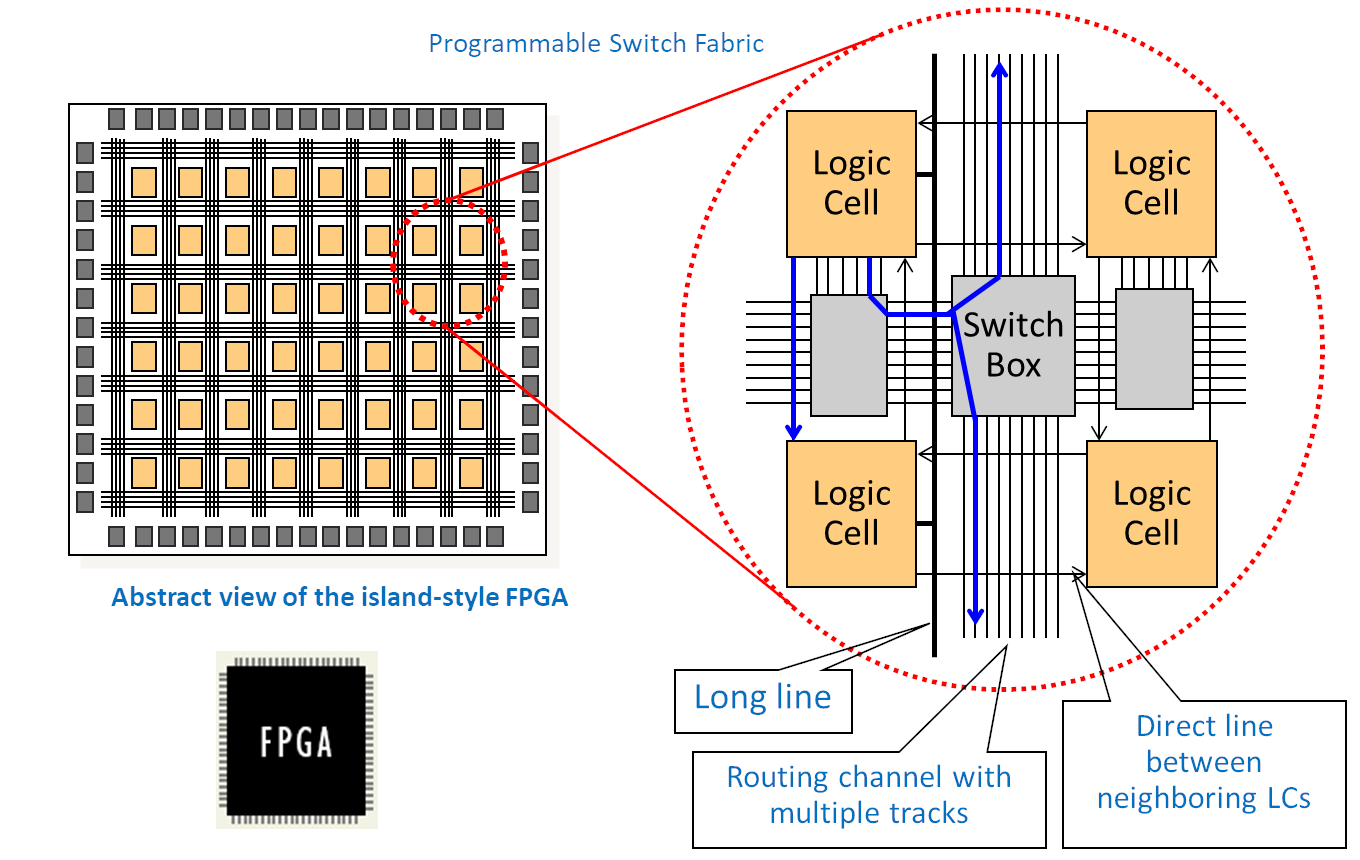 Programmable Switch Fabric
Logic
Cell
Logic
Cell
Switch
Box
Logic
Cell
Logic
Cell
Abstract view of the island-style FPGA
FPGA
Long line
Routing channel with
multiple tracks
Direct line
between
neighboring LCs